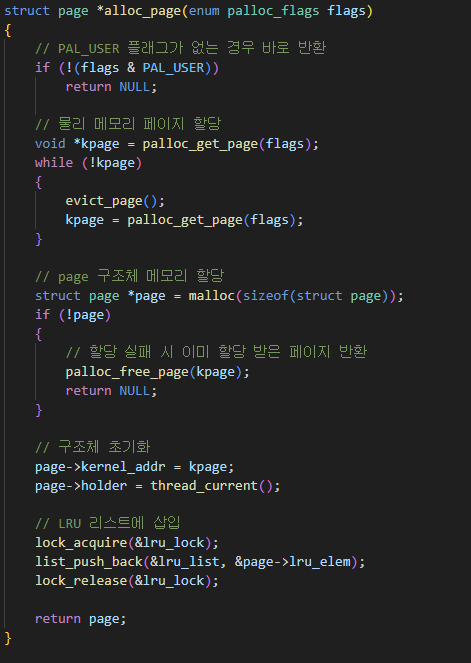 struct page *alloc_page(enum palloc_flags flags)
{
    // PAL_USER 플래그가 없는 경우 바로 반환
    if (!(flags & PAL_USER))
        return NULL;

    // 물리 메모리 페이지 할당
    void *kpage = palloc_get_page(flags);
    while (!kpage)
    {
        evict_page();
        kpage = palloc_get_page(flags);
    }

    // page 구조체 메모리 할당
    struct page *page = malloc(sizeof(struct page));
    if (!page)
    {
        // 할당 실패 시 이미 할당 받은 페이지 반환
        palloc_free_page(kpage);
        return NULL;
    }

    // 구조체 초기화
    page->kernel_addr = kpage;
    page->holder = thread_current();

    // LRU 리스트에 삽입
    lock_acquire(&lru_lock);
    list_push_back(&lru_list, &page->lru_elem);
    lock_release(&lru_lock);

    return page;
}